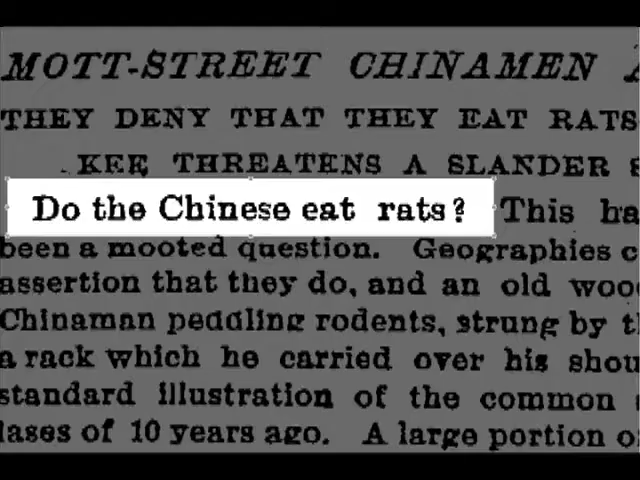 MOTT-STREET CHINAMEN
THEY DENY THAT THEY EAT RATS
KEE THREATENS A SLANDER
Do the Chinese eat rats? This
been a mooted question. Geographies
assertion that they do, and an old
Chinaman peddling rodents, strung by
a rack which he carried over his
standard illustration of the common
lases of 10 years ago. A large portion